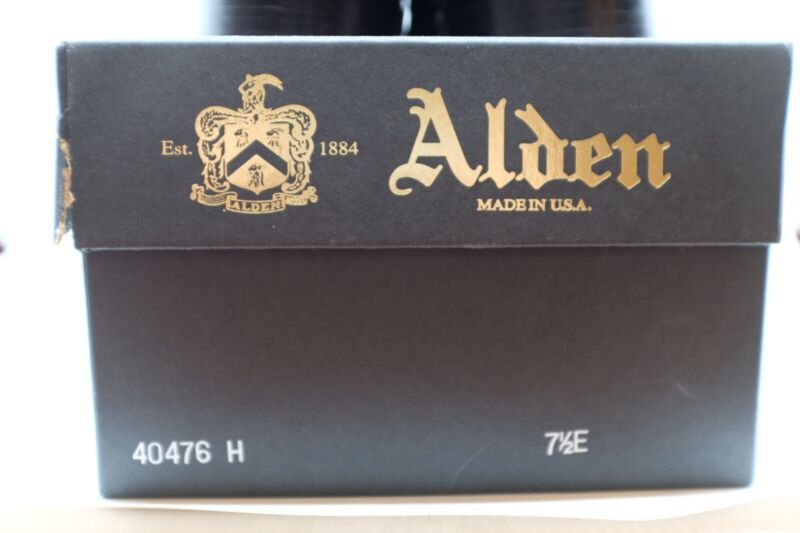 Est. 1884
ALDEN
Alden
MADE IN U.S.A.
40476 H 7½E